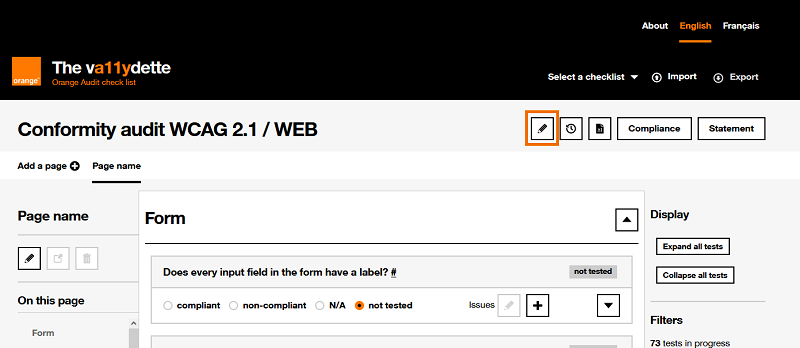 About English Français
orange™
The va11ydette
Orange Audit check list
Select a checklist Import Export
Conformity audit WCAG 2.1 / WEB
Compliance Statement
Add a page Page name
Page name
On this page
Form
Form
Does every input field in the form have a label? #
not tested
compliant non-compliant N/A not tested
Issues
Display
Expand all tests
Collapse all tests
Filters
73 tests in progress